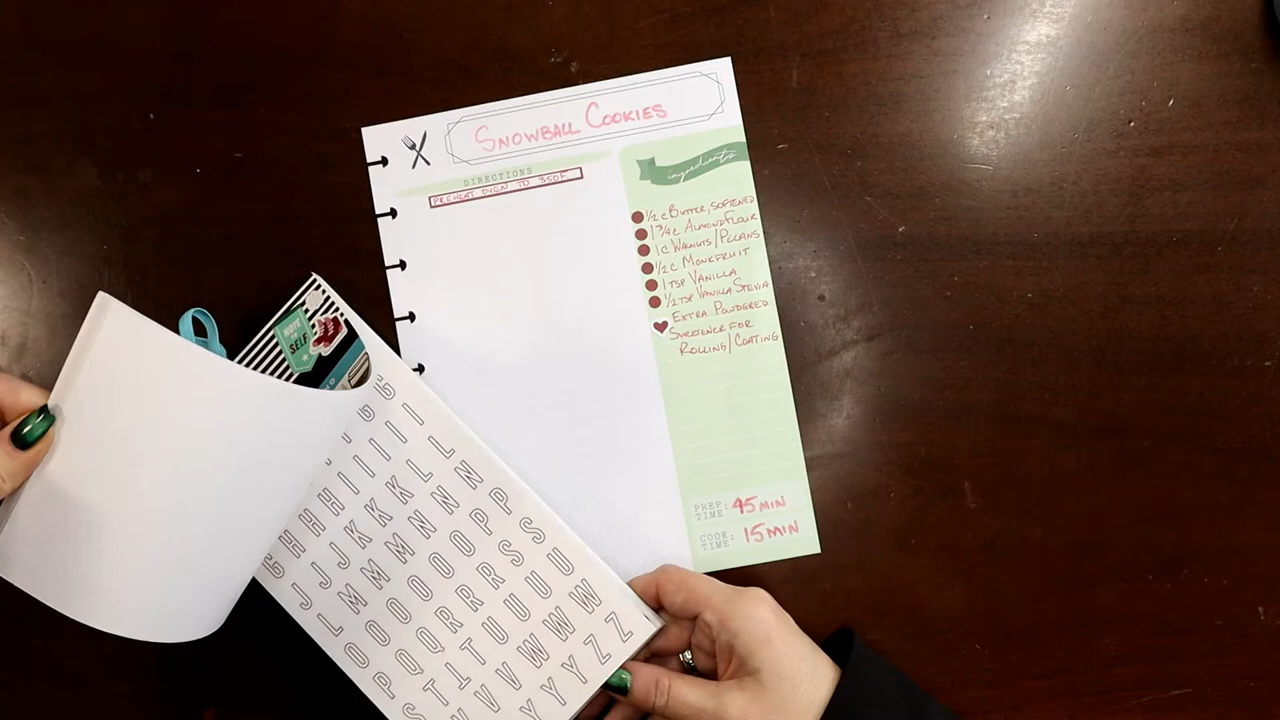 SNOWBALL COOKIES
DIRECTIONS
PREHEAT OVEN TO 350F
ingredients
1/2 C BUTTER, SOFTENED
1 3/4 C ALMOND FLOUR
1 C WALNUTS/PECANS
1/2 C MONKFRUIT
1 TSP VANILLA
1/2 TSP VANILLA STEVIA
EXTRA POWDERED
SWEETENER FOR
ROLLING/COATING
PREP TIME: 45 MIN
COOK TIME: 15 MIN
NOTE
TO
SELF
G G G
I I
H H I I I
L L
J J K K K
N N
L M M M N N
P P
O O O O O
S S
P Q Q R R R
U U
S T T T U U U
W W
V V V W W
Y Y Y Z Z